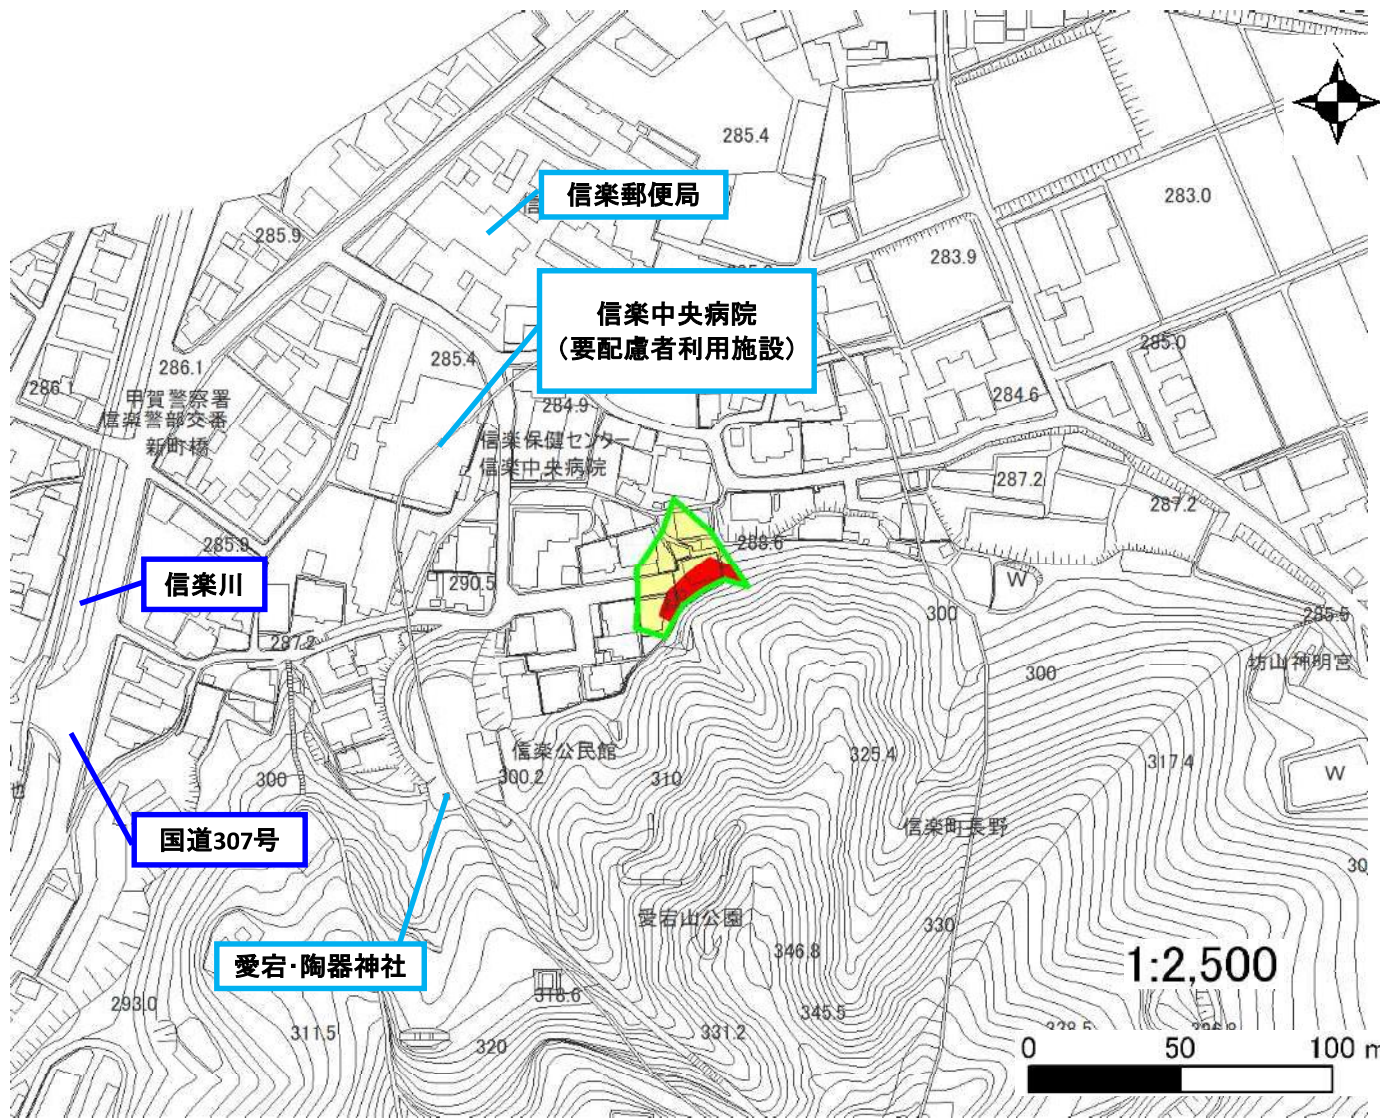 285.4
信楽郵便局
283.0
285.9
283.9
信楽中央病院
（要配慮者利用施設）
286.1
285.4
285.0
286.1
284.6
甲賀警察署
信楽警部交番
新町橋
284.9
信楽保健センター
信楽中央病院
287.2
287.2
285.9
288.6
信楽川
290.5
W
300
285.5
287.2
坊山神明宮
300
信楽公民館
325.4
317.4
300
300.2
310
W
信楽町長野
国道307号
愛宕山公園
330
愛宕・陶器神社
346.8
1:2,500
318.6
293.0
345.5
311.5
331.2
320
0 50 100 m